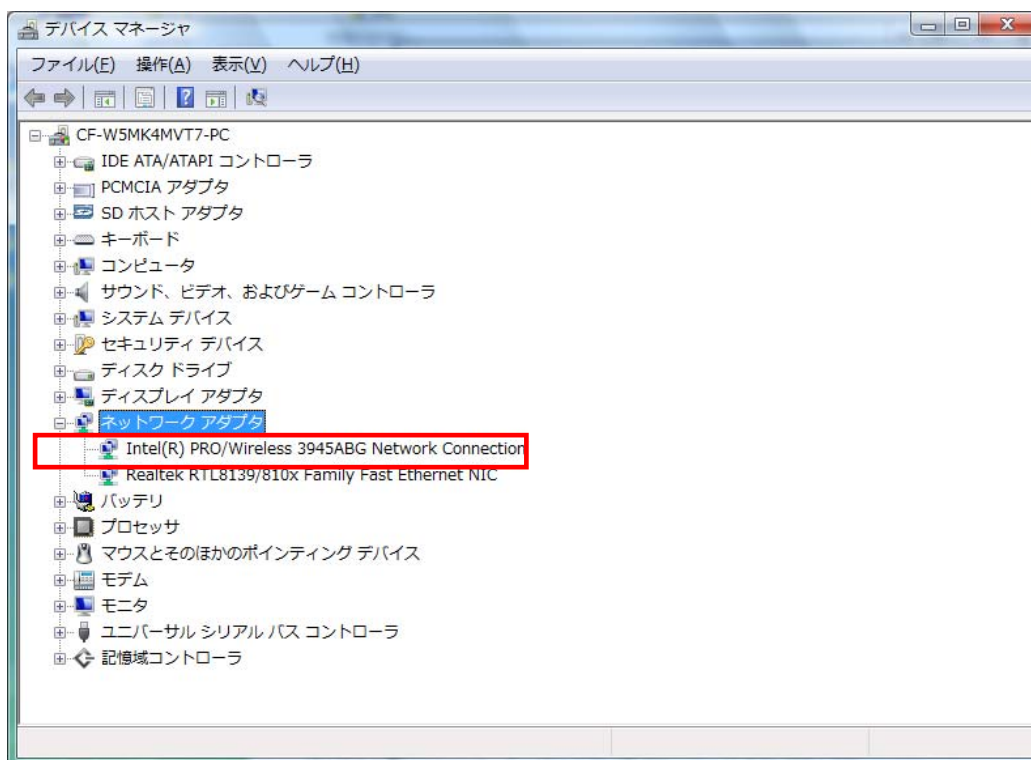 デバイス マネージャ
ファイル(F) 操作(A) 表示(V) ヘルプ(H)
CF-W5MK4MVT7-PC
IDE ATA/ATAPI コントローラ
PCMCIA アダプタ
SD ホスト アダプタ
キーボード
コンピュータ
サウンド、ビデオ、およびゲーム コントローラ
システム デバイス
セキュリティ デバイス
ディスク ドライブ
ディスプレイ アダプタ
ネットワーク アダプタ
Intel(R) PRO/Wireless 3945ABG Network Connection
Realtek RTL8139/810x Family Fast Ethernet NIC
バッテリ
プロセッサ
マウスとそのほかのポインティング デバイス
モデム
モニタ
ユニバーサル シリアル バス コントローラ
記憶域コントローラ